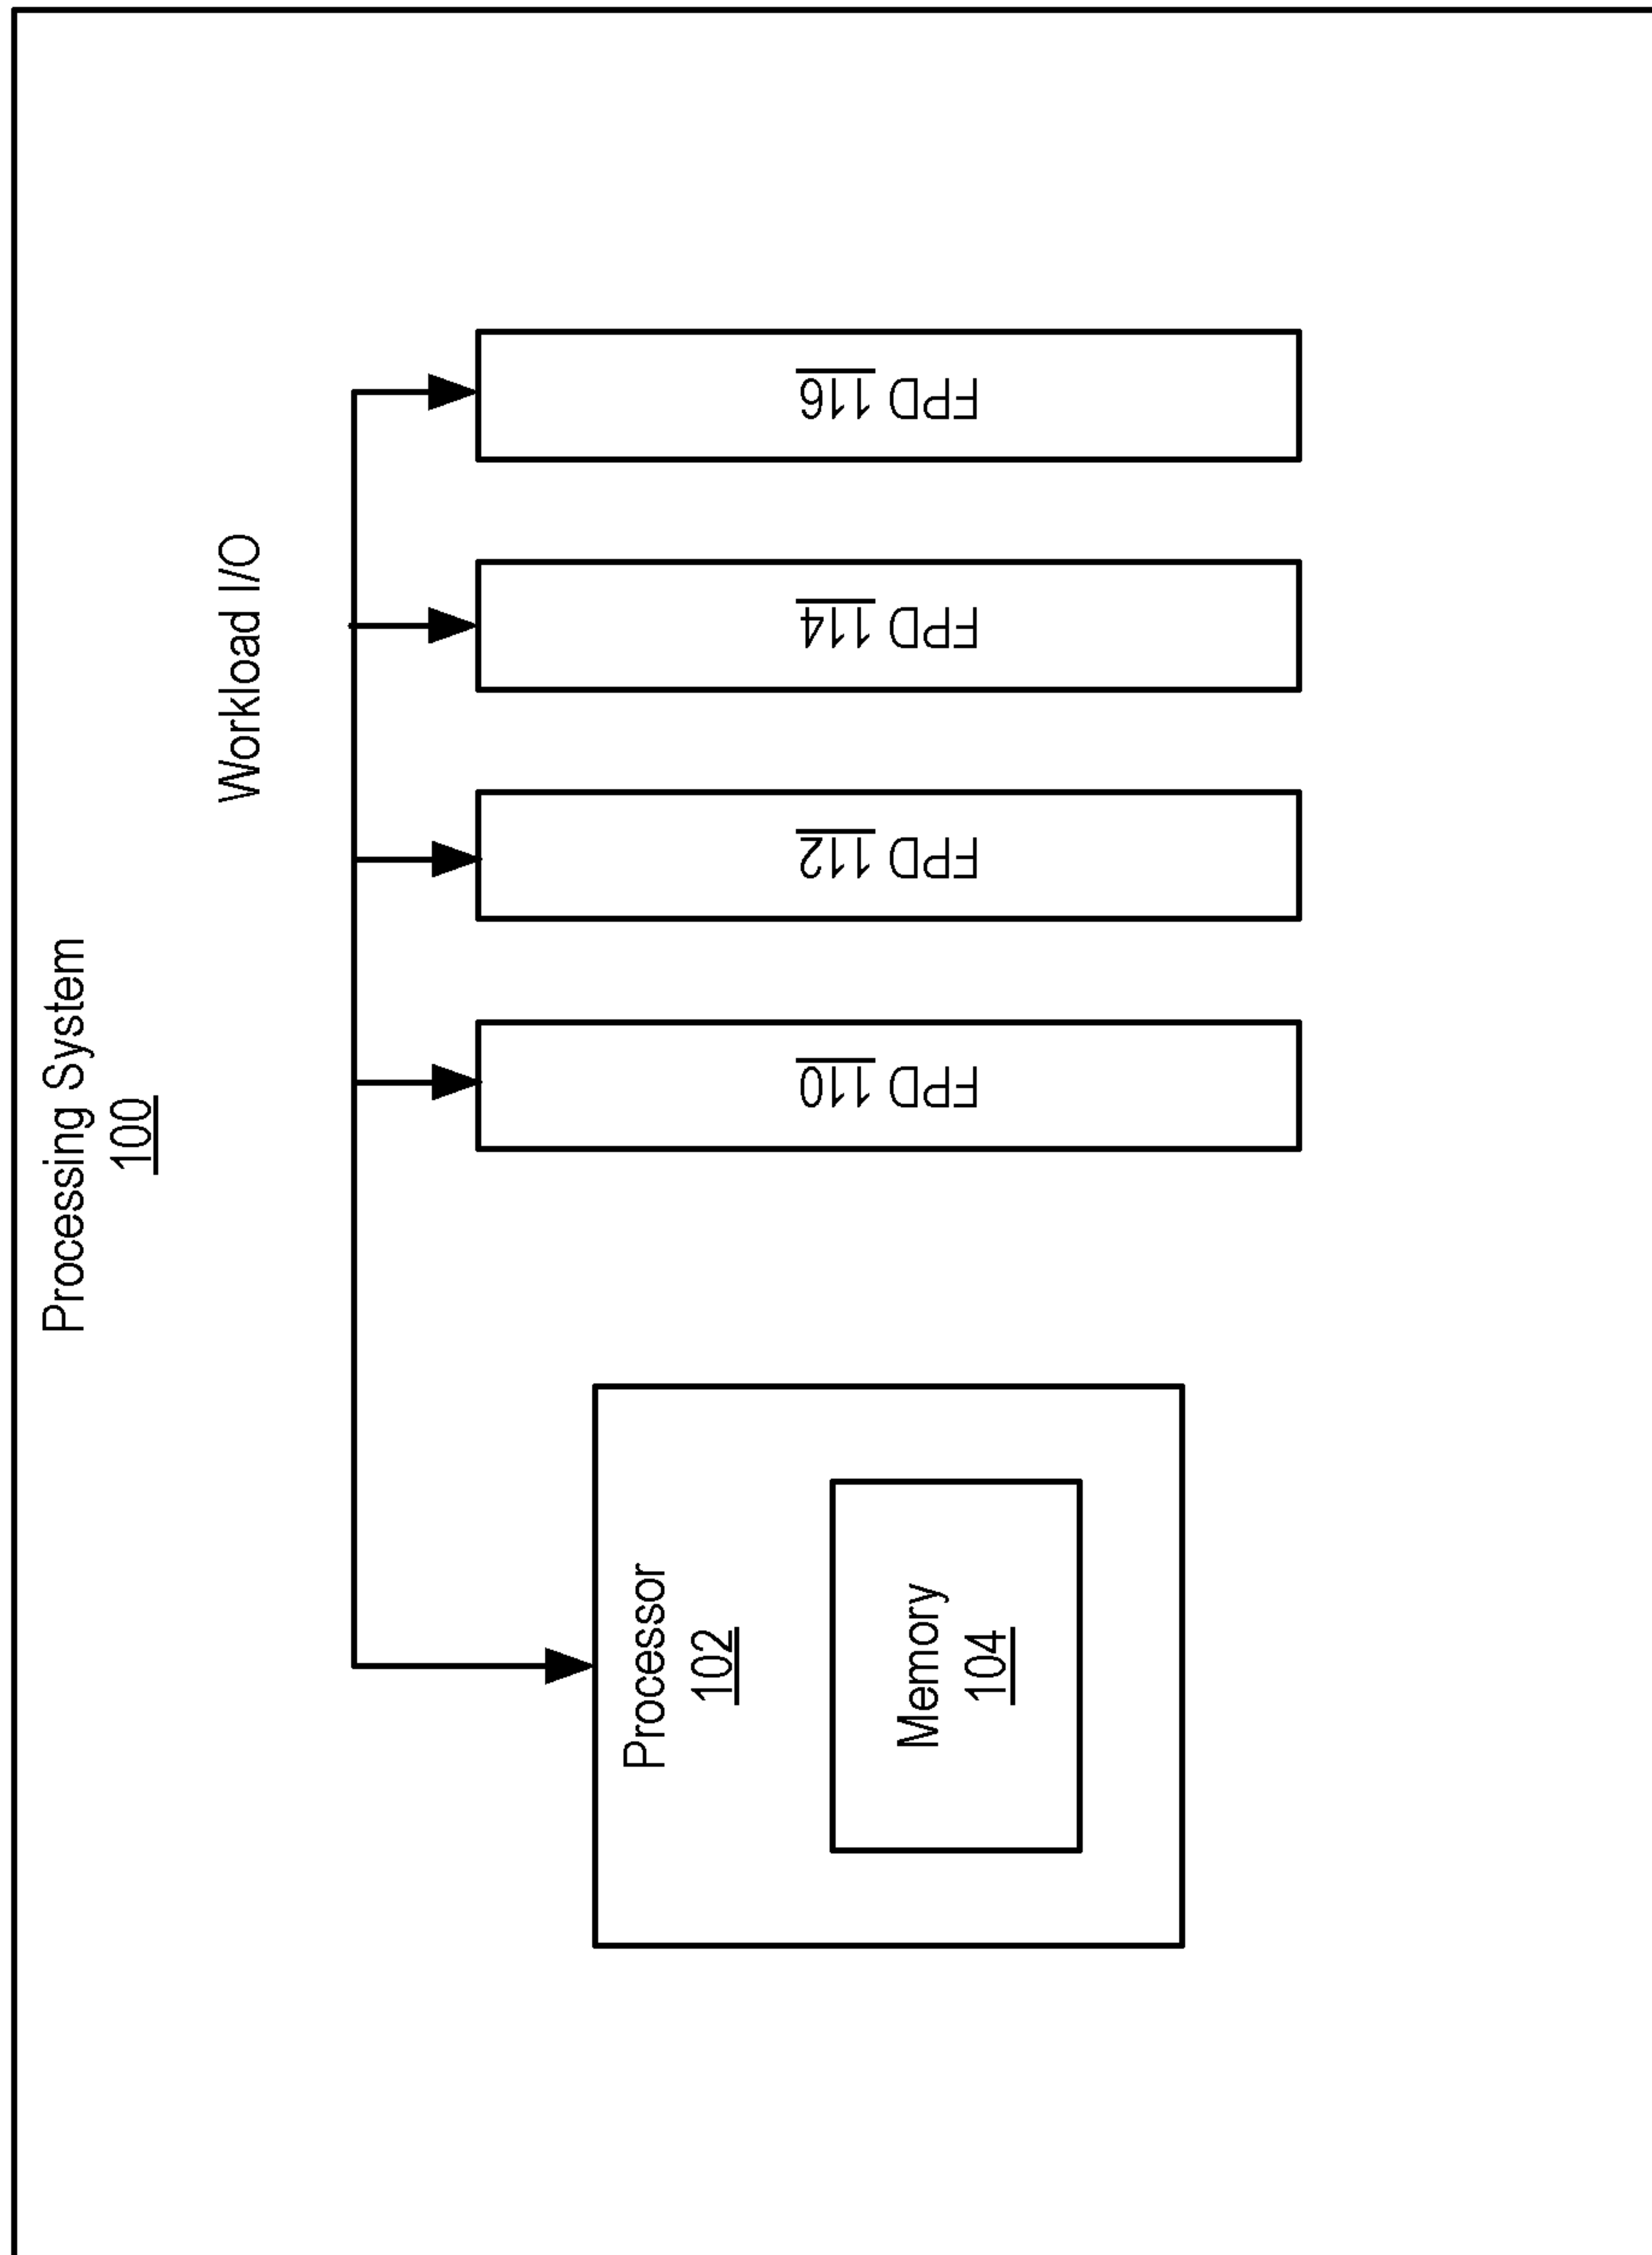 Processing System
100
Workload I/O
Processor
102
Memory
104
FPD 110
FPD 112
FPD 114
FPD 116